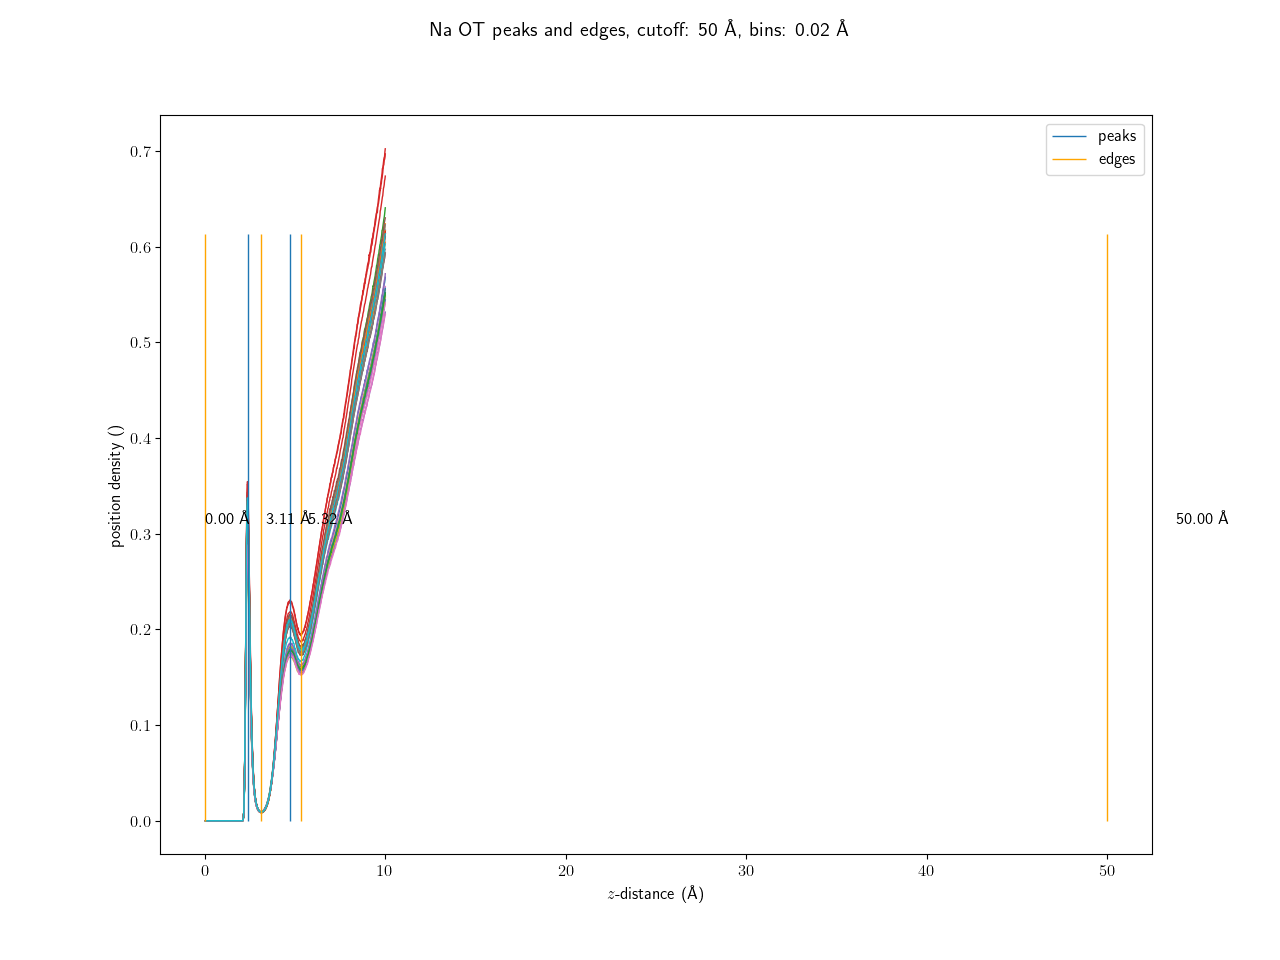 Na OT peaks and edges, cutoff: 50 Å, bins: 0.02 Å
peaks
edges
0.7
0.6
0.5
0.4
0.3
0.2
0.1
0.0
position density ()
0.00 Å
3.11 Å
5.32 Å
50.00 Å
0
10
20
30
40
50
z-distance (Å)